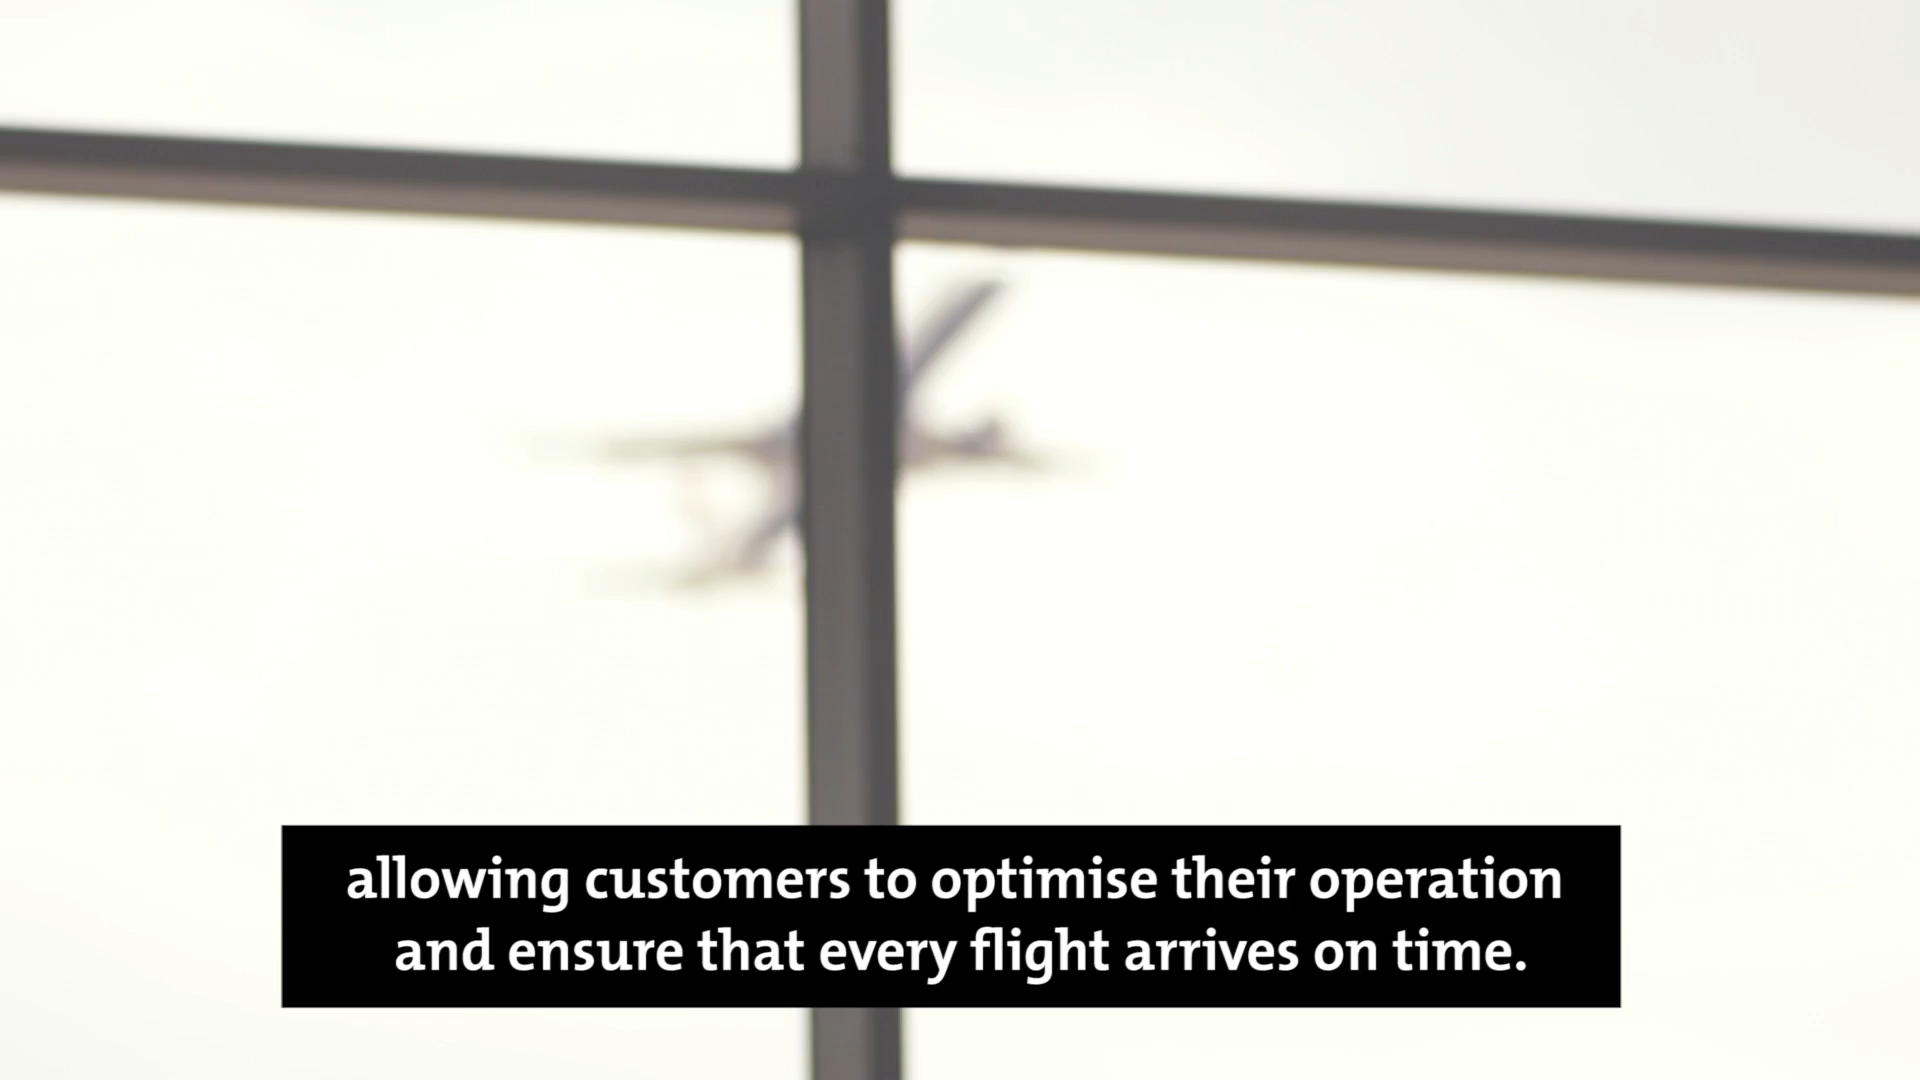 allowing customers to optimise their operation
and ensure that every flight arrives on time.